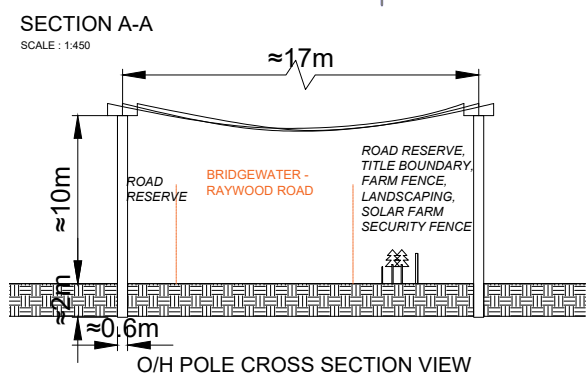 SECTION A-A
SCALE : 1:450
≈17m
≈10m
ROAD
RESERVE
BRIDGEWATER -
RAYWOOD ROAD
ROAD RESERVE,
TITLE BOUNDARY,
FARM FENCE,
LANDSCAPING,
SOLAR FARM
SECURITY FENCE
≈2m
≈0.6m
O/H POLE CROSS SECTION VIEW